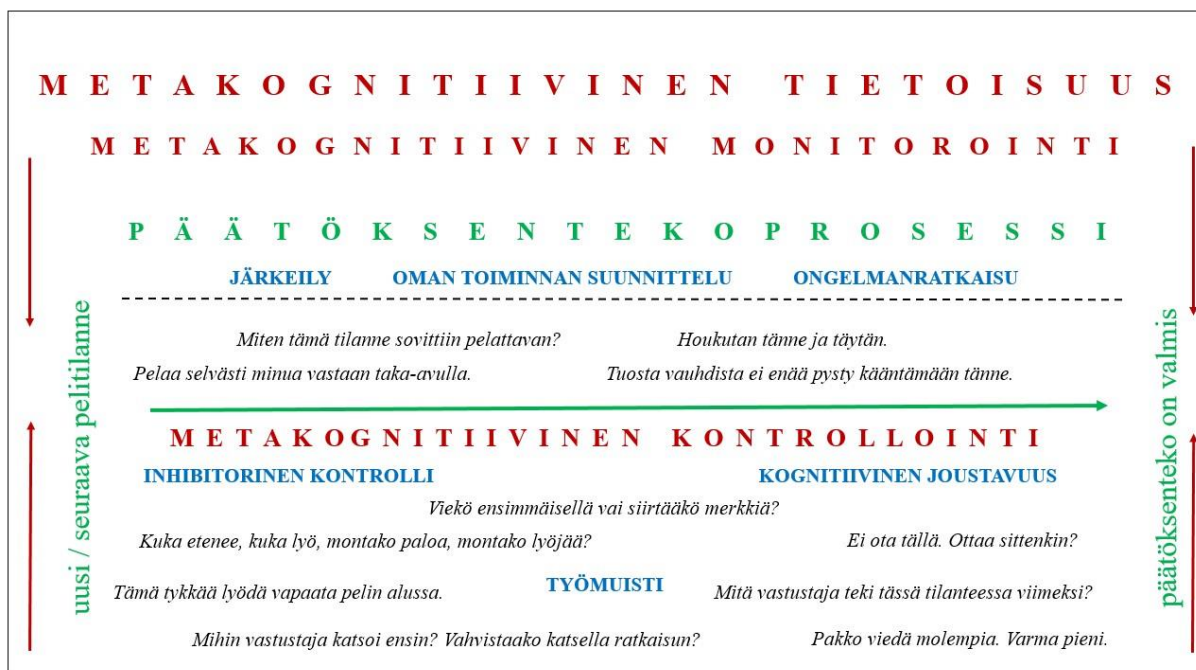 METAKOGNITIIVINEN TIETOISUUS
METAKOGNITIIVINEN MONITOROINTI
PÄÄTÖKSENTEKOPROSESSI
JÄRKEILY OMAN TOIMINNAN SUUNNITTELU ONGELMANRATKAISU
Miten tämä tilanne sovittiin pelattavan? Houkutan tänne ja täytän.
Pelaa selvästi minua vastaan taka-avulla. Tuosta vauhdista ei enää pysty kääntämään tänne.
uusi / seuraava pelitilanne
päätöksenteko on valmis
METAKOGNITIIVINEN KONTROLLOINTI
INHIBITORINEN KONTROLLI KOGNITIIVINEN JOUSTAVUUS
Viekö ensimmäisellä vai siirtääkö merkkiä?
Kuka etenee, kuka lyö, montako paloa, montako lyöjää? Ei ota tällä. Ottaa sittenkin?
Tämä tykkää lyödä vapaata pelin alussa. TYÖMUISTI Mitä vastustaja teki tässä tilanteessa viimeksi?
Mihin vastustaja katsoi ensin? Vahvistaako katsella ratkaisun? Pakko viedä molempia. Varma pieni.